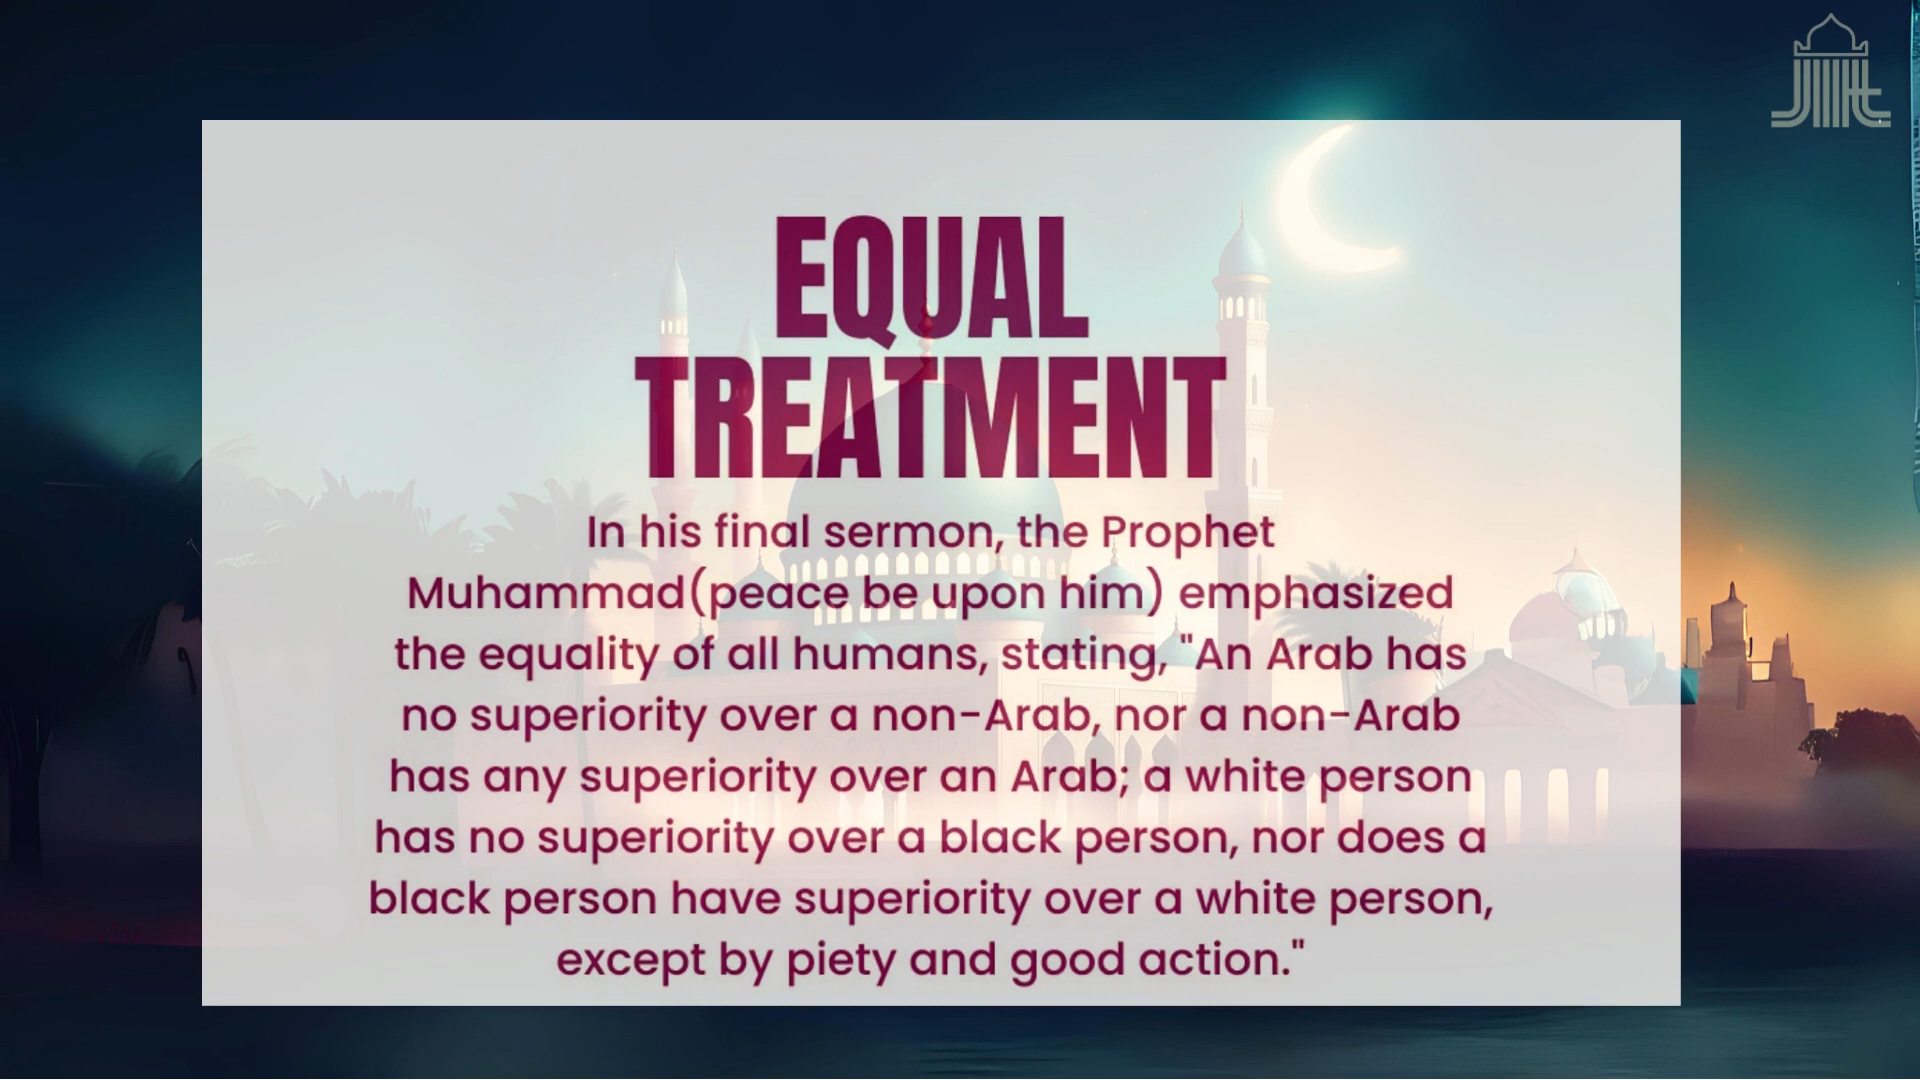 EQUAL
TREATMENT
In his final sermon, the Prophet
Muhammad(peace be upon him) emphasized
the equality of all humans, stating, "An Arab has
no superiority over a non-Arab, nor a non-Arab
has any superiority over an Arab; a white person
has no superiority over a black person, nor does a
black person have superiority over a white person,
except by piety and good action."